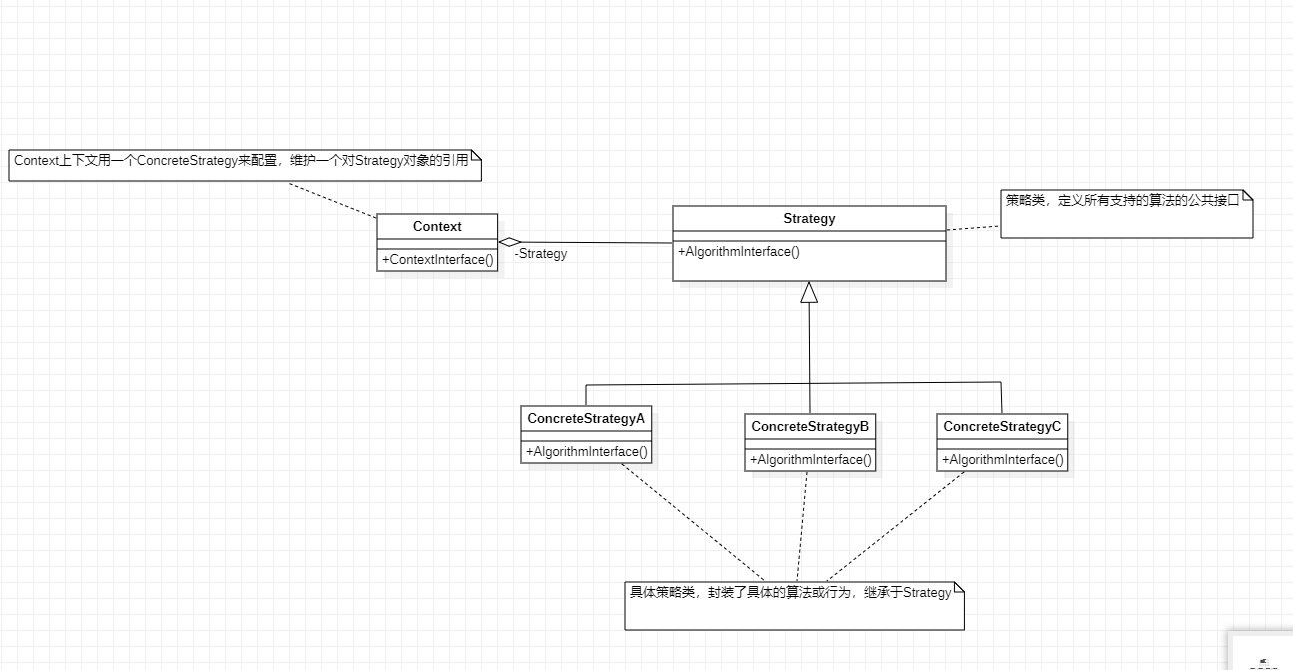 Context上下文用一个ConcreteStrategy来配置，维护一个对Strategy对象的引用
策略类，定义所有支持的算法的公共接口
Context
+ContextInterface()
-Strategy
Strategy
+AlgorithmInterface()
ConcreteStrategyA
+AlgorithmInterface()
ConcreteStrategyB
+AlgorithmInterface()
ConcreteStrategyC
+AlgorithmInterface()
具体策略类，封装了具体的算法或行为，继承于Strategy